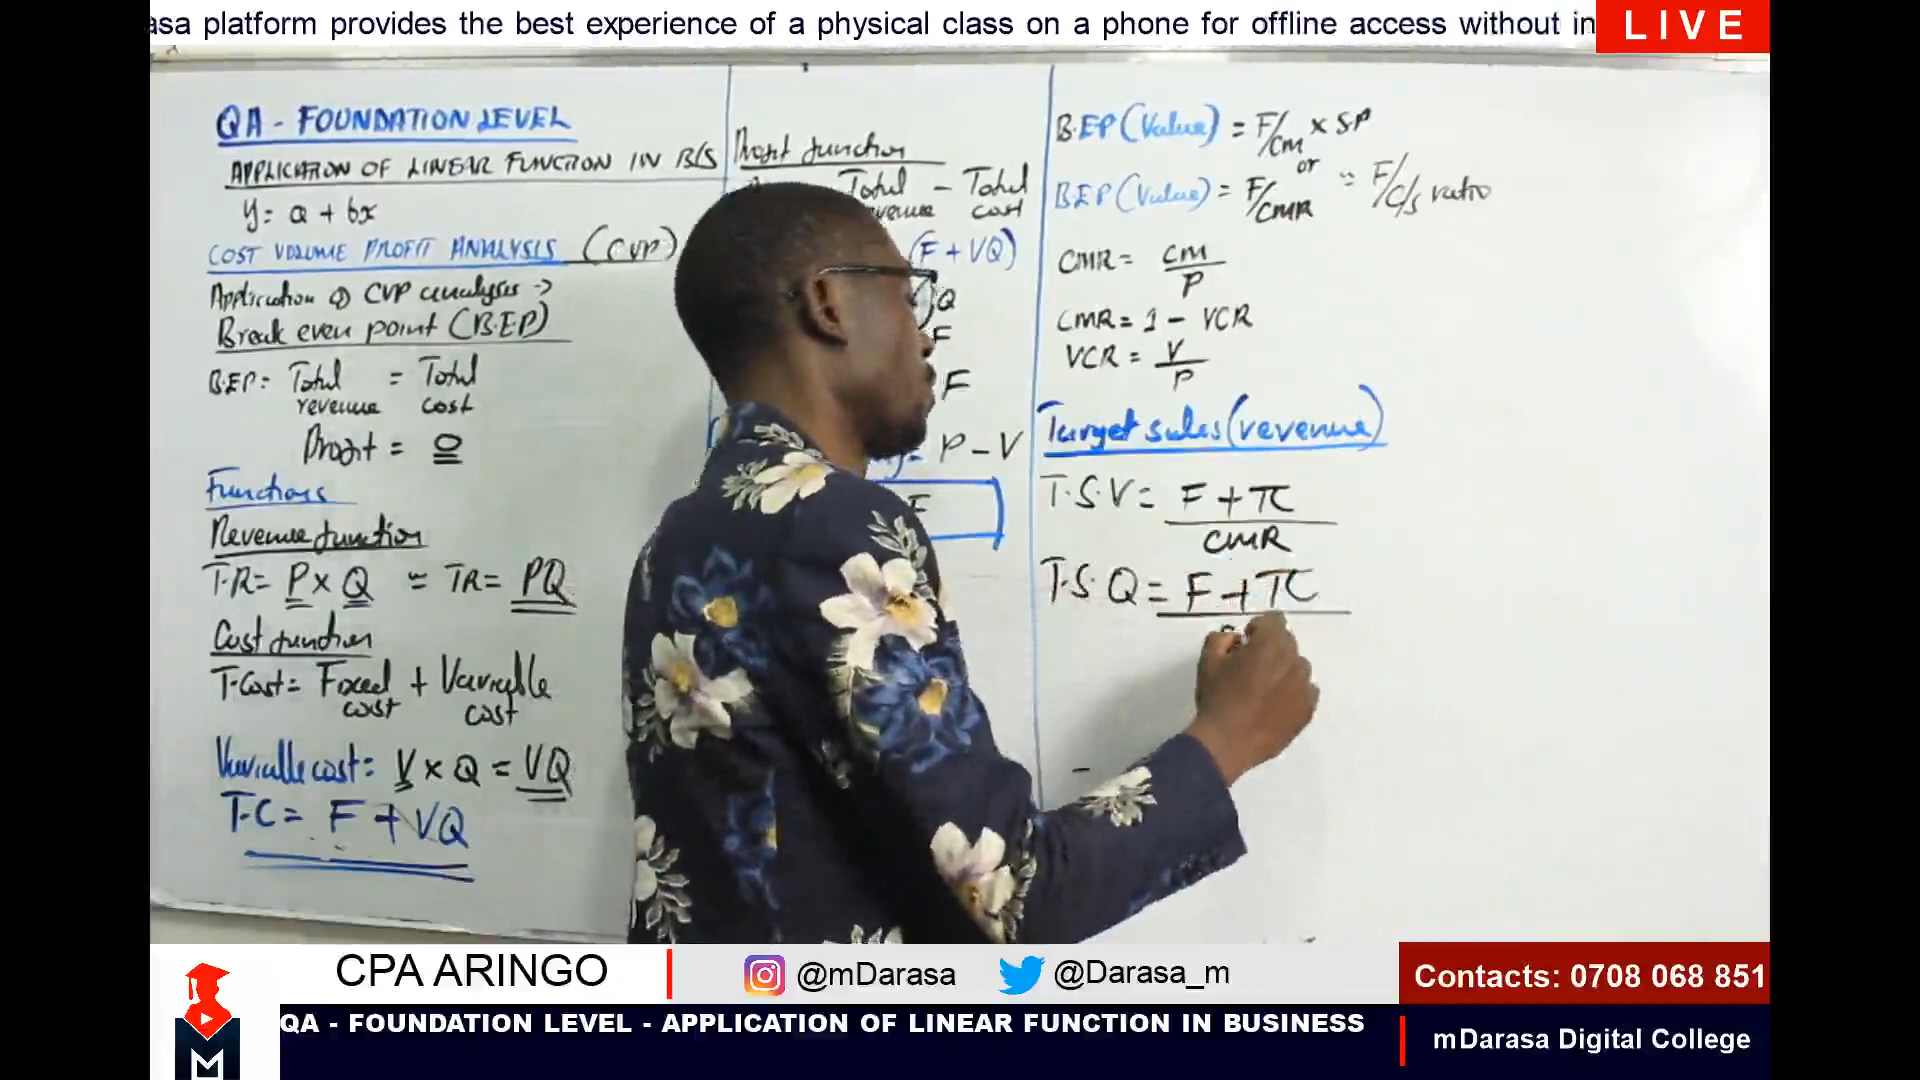 asa platform provides the best experience of a physical class on a phone for offline access without in
LIVE
QA - FOUNDATION LEVEL
APPLICATION OF LINEAR FUNCTION IN B/S
y = a + bx
COST VOLUME PROFIT ANALYSIS (CVP)
Application of CVP analyses →
Break even point (B.E.P)
B.E.P = Total revenue = Total cost
Profit = 0
Functions
Revenue function
T.R = P x Q = TR = PQ
Cost function
T.Cost = Fixed cost + Variable cost
Variable cost = V x Q = VQ
T.C = F + VQ
Profit function
Total revenue - Total cost
(F + VQ)
Q
F
F
P - V
B.E.P (Value) = F/CM x S.P
or
B.E.P (Value) = F/CMR = F/C/S ratio
CMR = CM/P
CMR = 1 - VCR
VCR = V/P
Target sales (revenue)
T.S.V = F + π
CMR
T.S.Q = F + π
CPA ARINGO
@mDarasa
@Darasa_m
Contacts: 0708 068 851
M
QA - FOUNDATION LEVEL - APPLICATION OF LINEAR FUNCTION IN BUSINESS
mDarasa Digital College